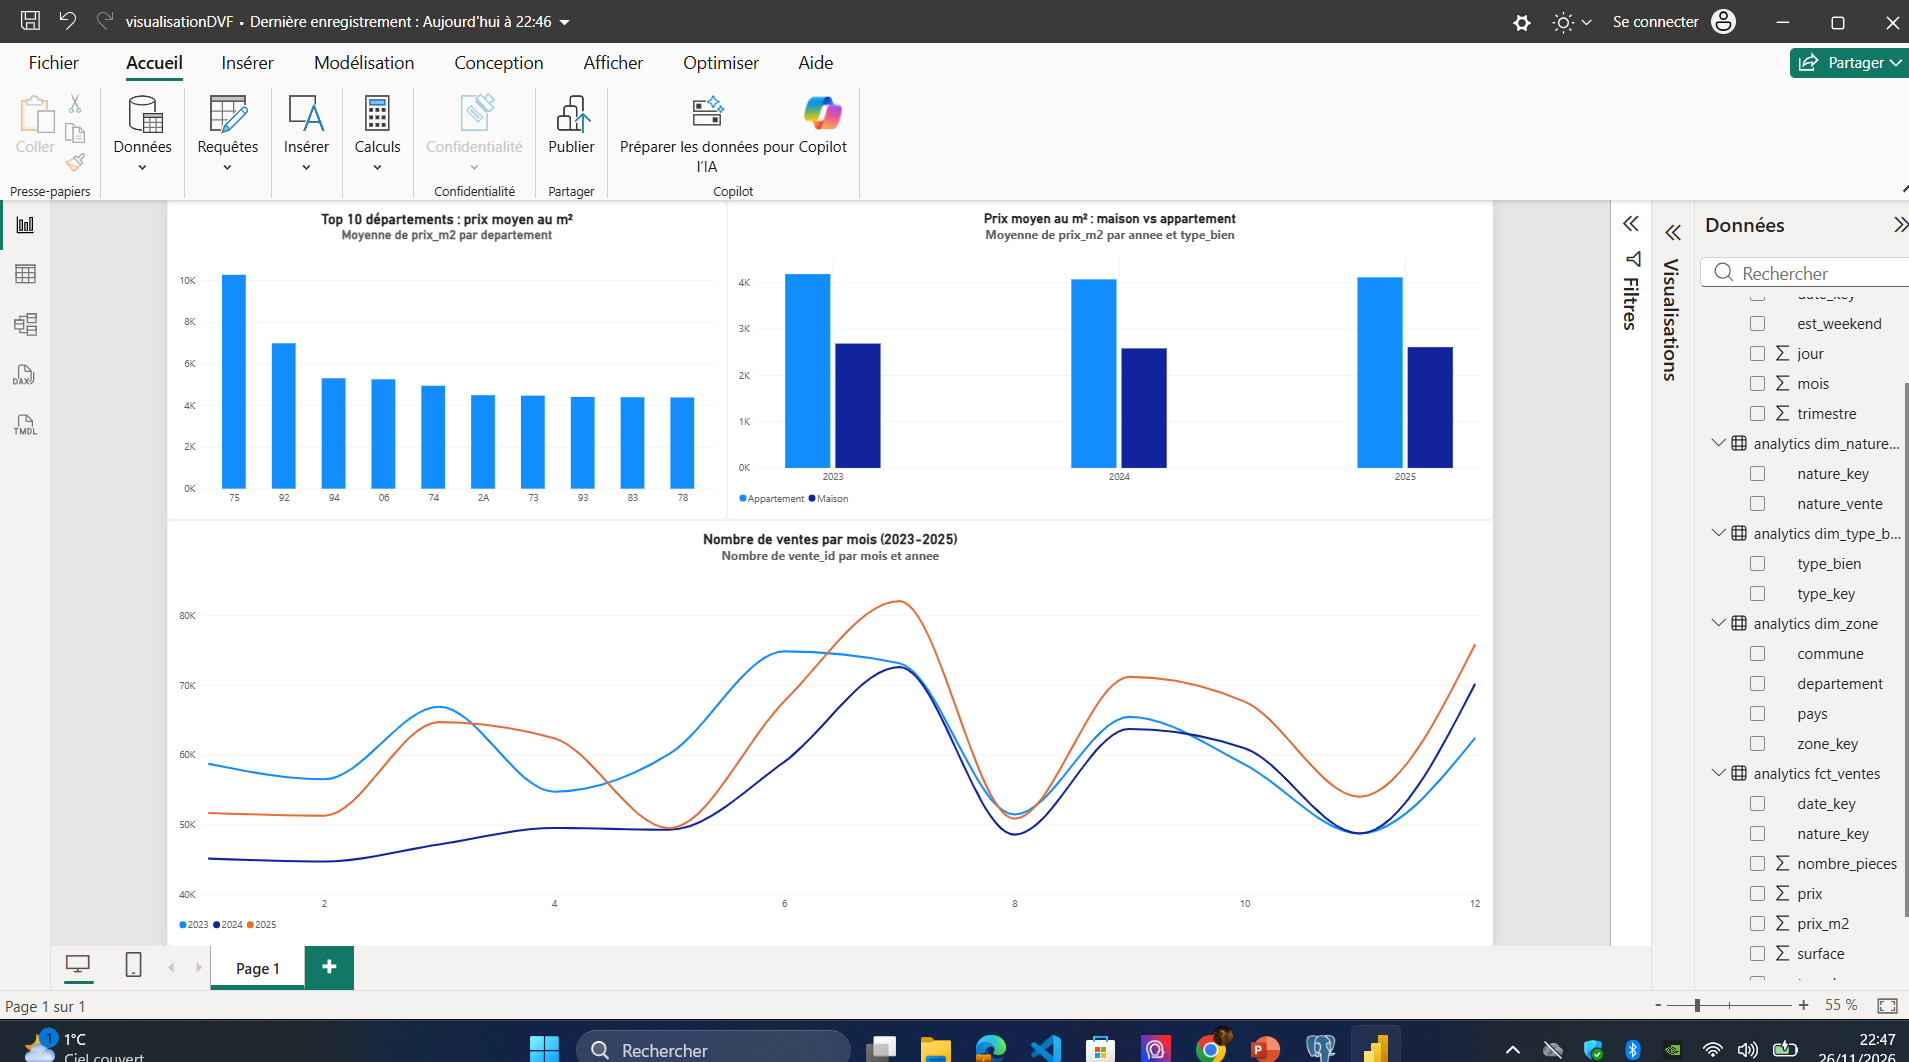 visualisationDVF • Dernière enregistrement : Aujourd'hui à 22:46
Se connecter
Fichier Accueil Insérer Modélisation Conception Afficher Optimiser Aide
Partager
Coller
Données
Requêtes
Insérer
Calculs
Confidentialité
Publier
Préparer les données pour l'IA
Copilot
Presse-papiers
Confidentialité
Partager
Copilot
DAX
TMDL
Top 10 départements : prix moyen au m²
Moyenne de prix_m2 par departement
10K
8K
6K
4K
2K
0K
75 92 94 06 74 2A 73 93 83 78
Prix moyen au m² : maison vs appartement
Moyenne de prix_m2 par annee et type_bien
4K
3K
2K
1K
0K
2023 2024 2025
Appartement Maison
Nombre de ventes par mois (2023-2025)
Nombre de vente_id par mois et annee
80K
70K
60K
50K
40K
2 4 6 8 10 12
2023 2024 2025
Filtres
Visualisations
Données
Rechercher
date_key
est_weekend
jour
mois
trimestre
analytics dim_nature...
nature_key
nature_vente
analytics dim_type_b...
type_bien
type_key
analytics dim_zone
commune
departement
pays
zone_key
analytics fct_ventes
date_key
nature_key
nombre_pieces
prix
prix_m2
surface
Page 1
Page 1 sur 1
- + 55 %
1
1°C
Ciel couvert
Rechercher
22:47
26/11/2026